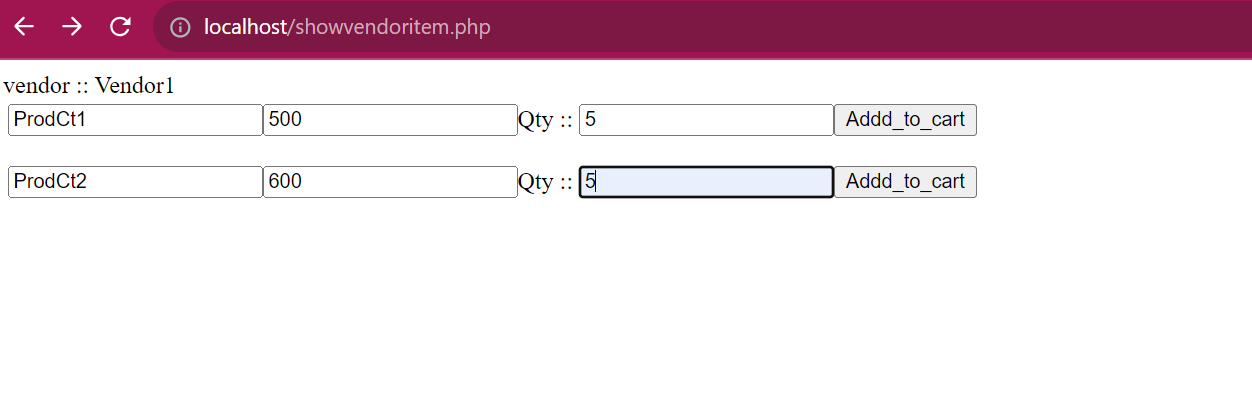 localhost/showvendoritem.php
vendor :: Vendor1
ProdCt1 500 Qty :: 5 Addd_to_cart
ProdCt2 600 Qty :: 5 Addd_to_cart